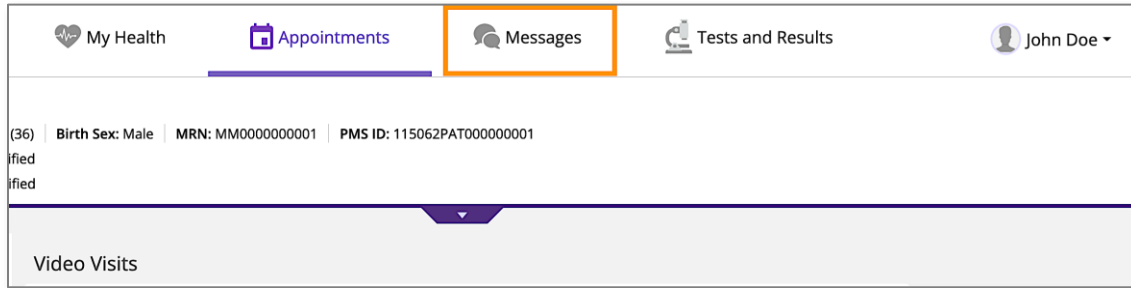 My Health Appointments Messages Tests and Results John Doe
(36) Birth Sex: Male MRN: MM0000000001 PMS ID: 115062PAT000000001
ified
ified
Video Visits